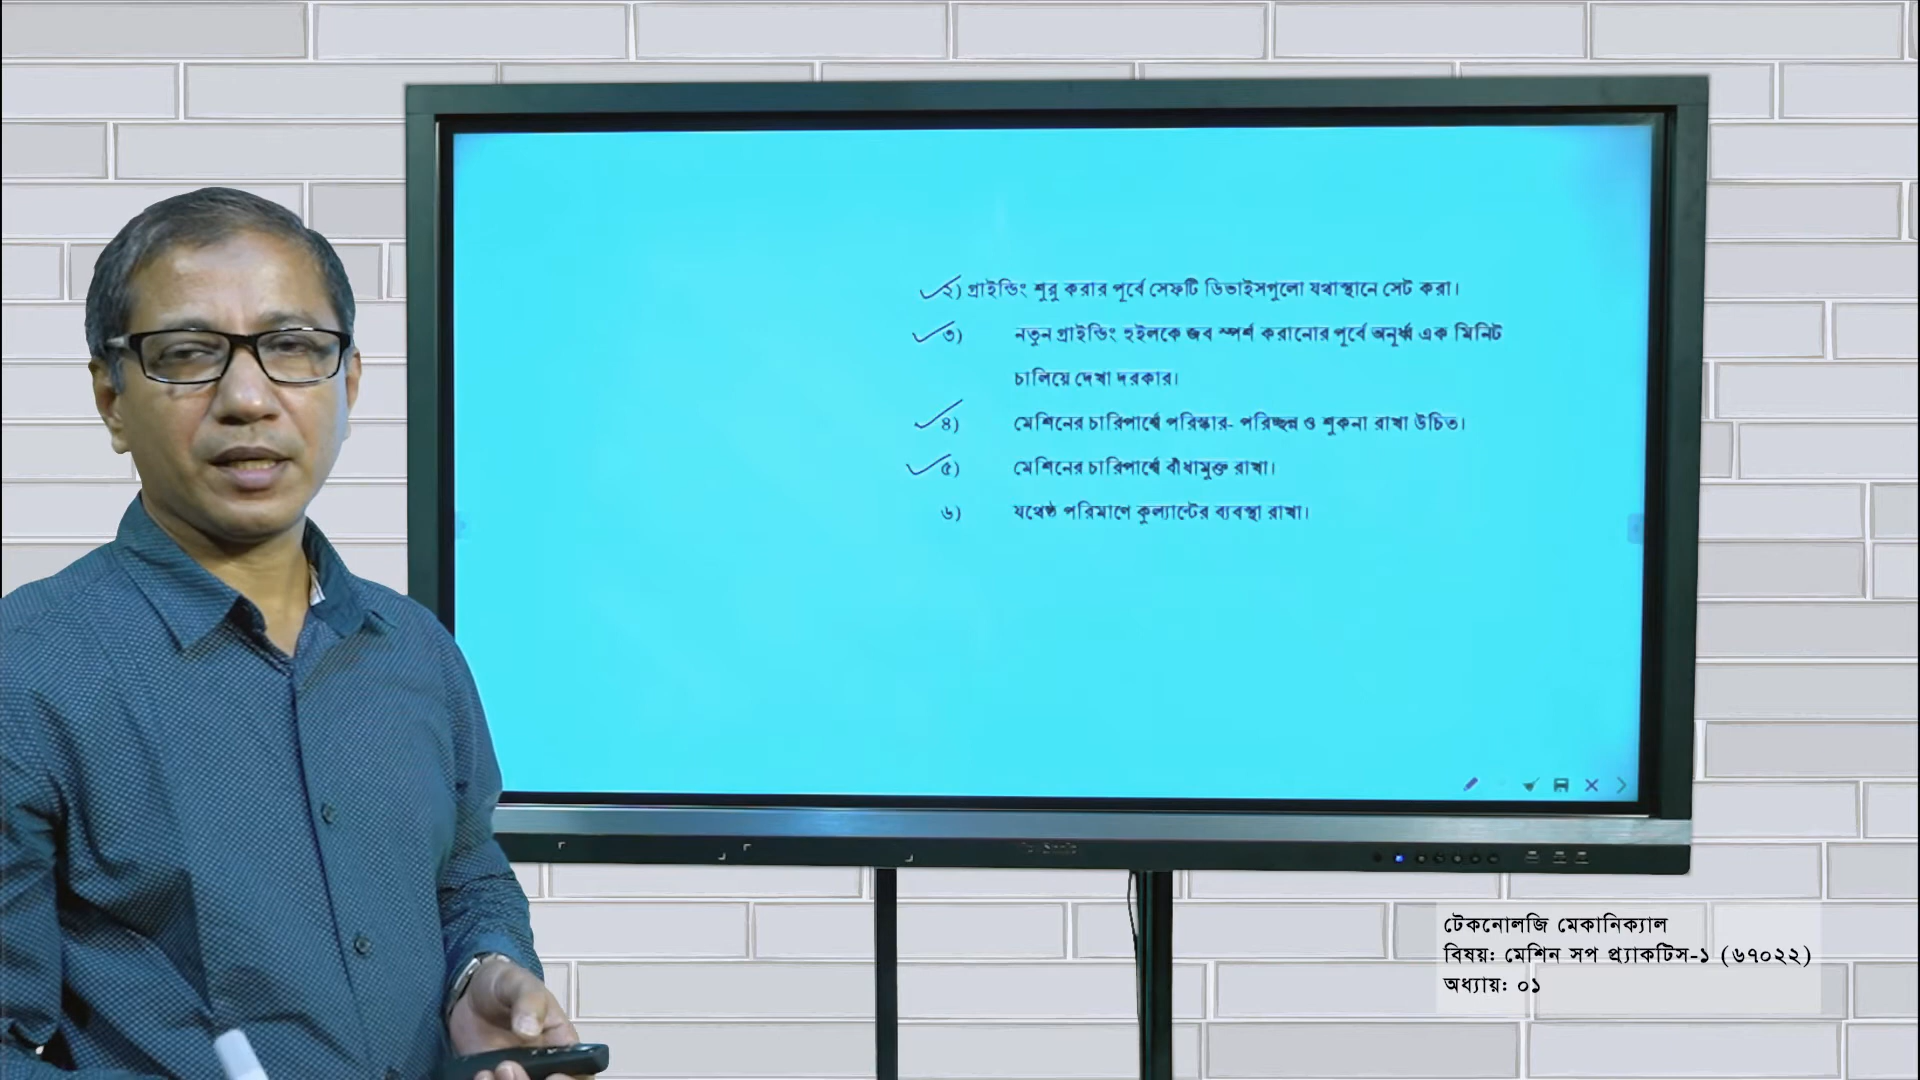 ২) গ্রাইন্ডিং শুরু করার পূর্বে সেফটি ডিভাইসগুলো যথাস্থানে সেট করা।
৩) নতুন গ্রাইন্ডিং হুইলকে জব স্পর্শ করানোর পূর্বে অনূর্ধ্ব এক মিনিট
চালিয়ে দেখা দরকার।
৪) মেশিনের চারিপার্শ্বে পরিস্কার- পরিচ্ছন্ন ও শুকনা রাখা উচিত।
৫) মেশিনের চারিপার্শ্বে বাঁধামুক্ত রাখা।
৬) যথেষ্ঠ পরিমাণে কুল্যান্টের ব্যবস্থা রাখা।
টেকনোলজি মেকানিক্যাল
বিষয়: মেশিন সপ প্র্যাকটিস-১ (৬৭০২২)
অধ্যায়: ০১